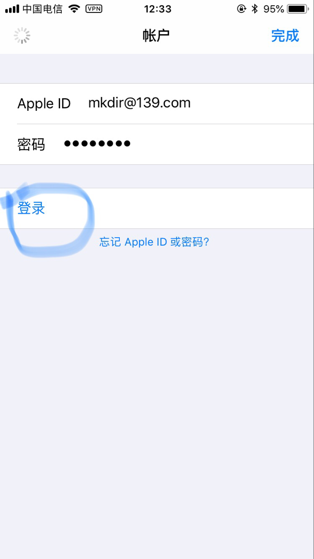 中国电信 VPN 12:33 95%
帐户 完成
Apple ID mkdir@139.com
密码 ●●●●●●●●
登录
忘记 Apple ID 或密码？